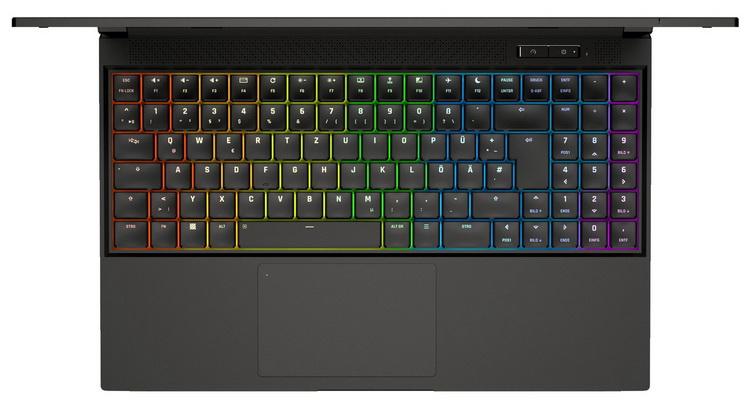 ESC F1 F2 F3 F4 F5 F6 F7 F8 F9 F10 F11 F12 PAUSE DRUCK ENTF - +
FN LOCK UNTER S-ABF EINFG
^ 1 2 3 4 5 6 7 8 9 0 ß NUM
Q W E R T Z U I O P Ü + 7 8 9
@ € ~ POS1 BILD
A S D F G H J K L Ö Ä # 4 5 6
< Y X C V B N M , . - 1 2 3
> | µ BILD ENDE BILD
STRG FN ALT ALT GR STRG 0 ,
POS1 BILD ENDE EINFG ENTF